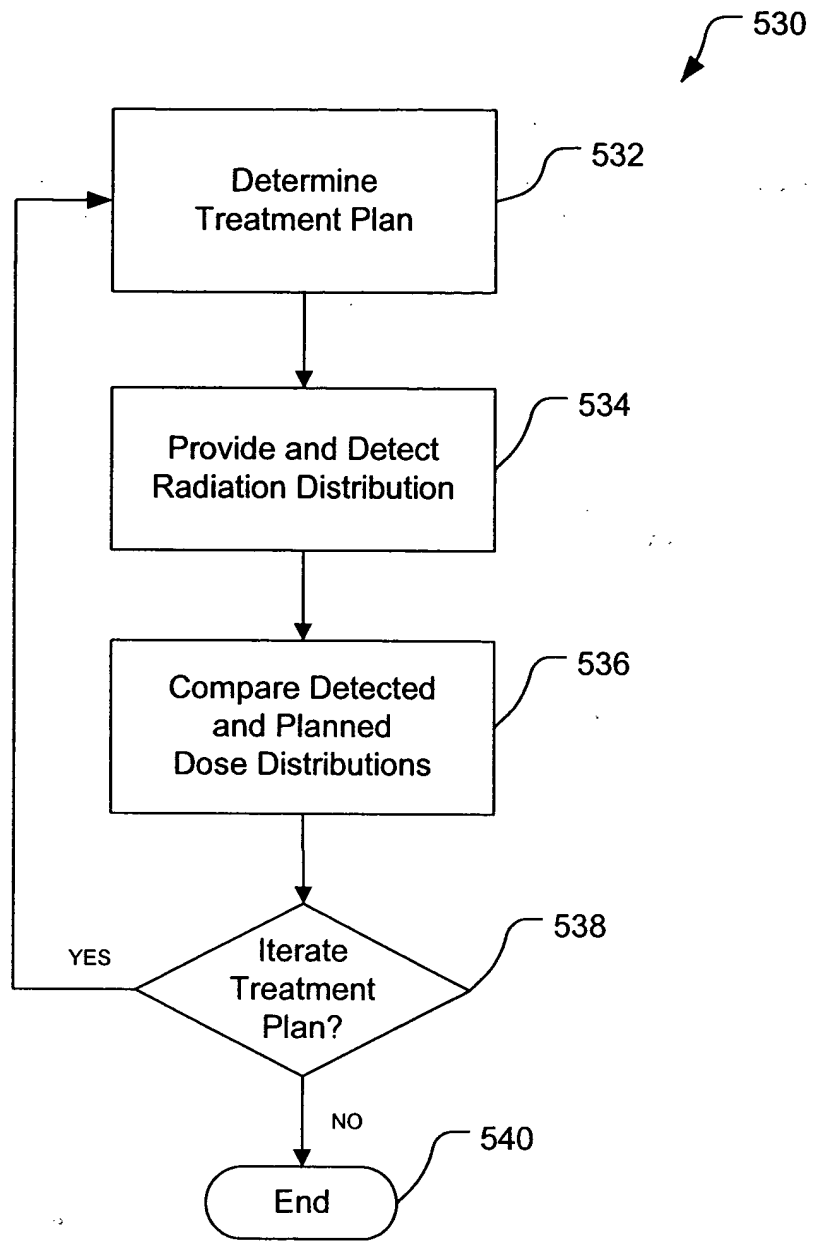 530
Determine
Treatment Plan
532
Provide and Detect
Radiation Distribution
534
Compare Detected
and Planned
Dose Distributions
536
Iterate
Treatment
Plan?
538
YES
NO
End
540